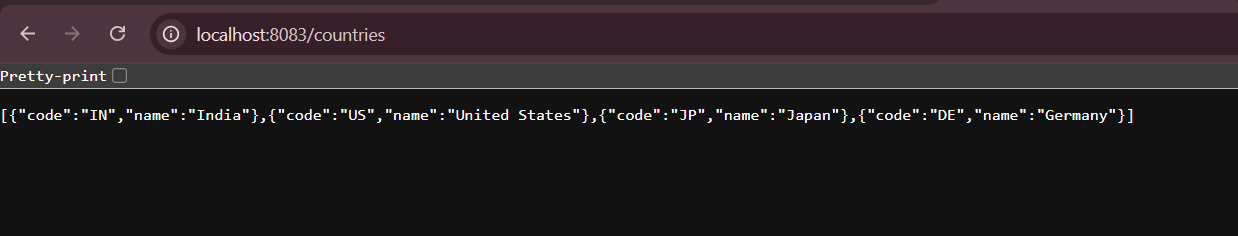 localhost:8083/countries
Pretty-print
[{"code":"IN","name":"India"},{"code":"US","name":"United States"},{"code":"JP","name":"Japan"},{"code":"DE","name":"Germany"}]